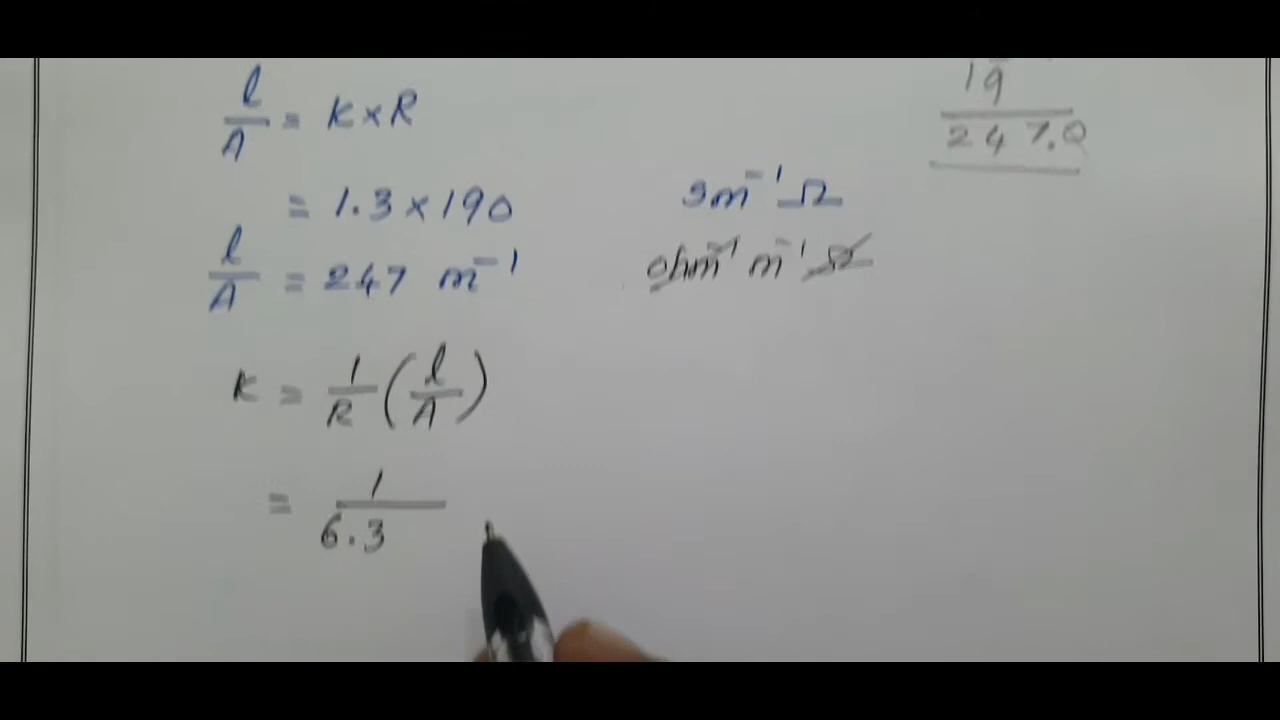 l/A = K × R
= 1.3 × 190
l/A = 247 m⁻¹
K = 1/R (l/A)
= 1/6.3
19
247.0
Sm⁻¹ Ω
ohm⁻¹ m⁻¹ Ω